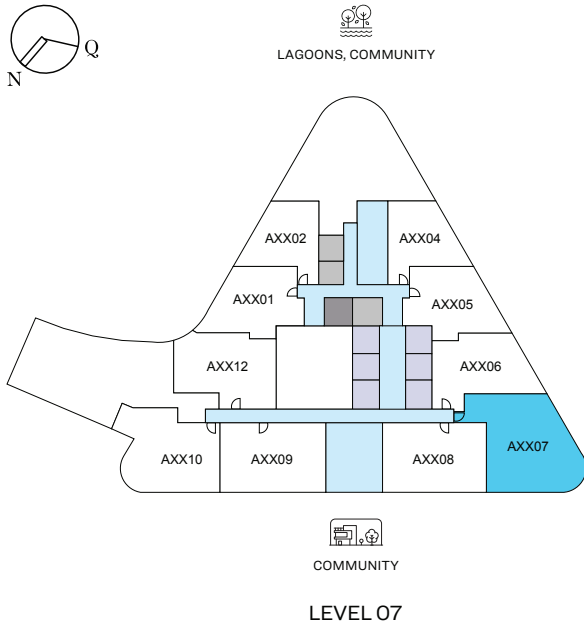 Q
N
LAGOONS, COMMUNITY
AXX02
AXX04
AXX01
AXX05
AXX12
AXX06
AXX10
AXX09
AXX08
AXX07
COMMUNITY
LEVEL 07